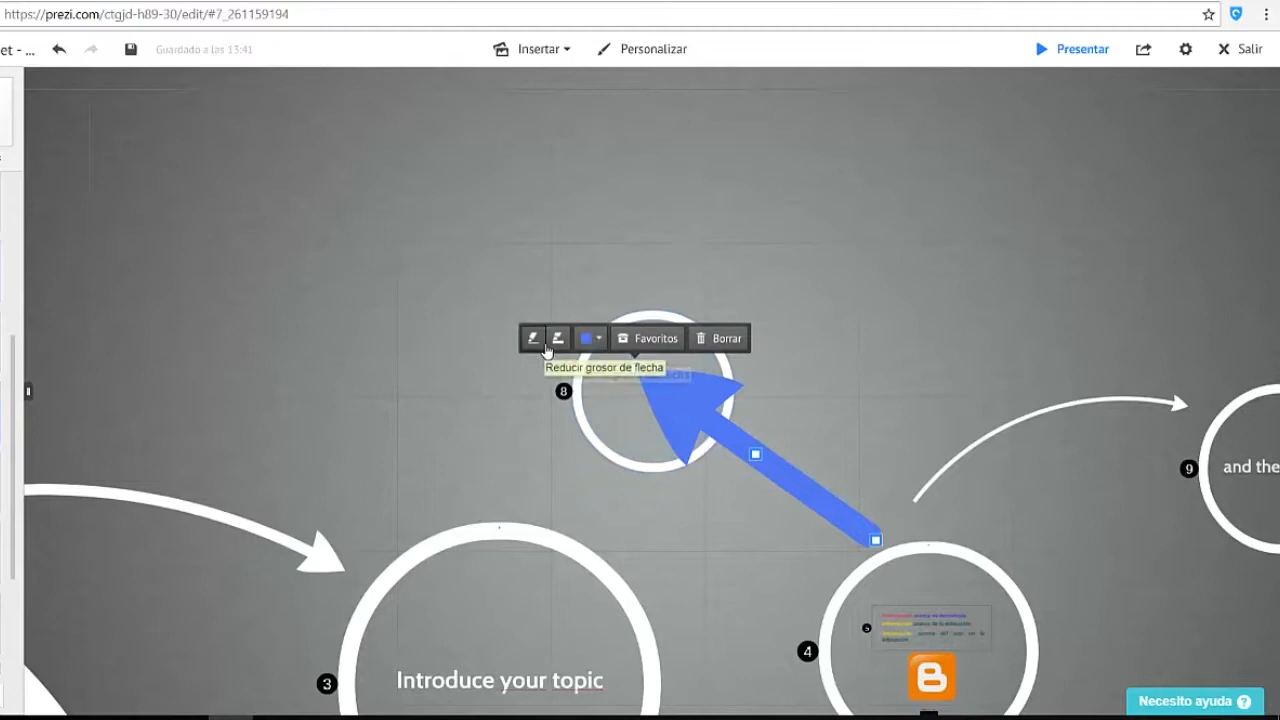 https://prezi.com/ctgjd-h89-30/edit/#7_261159194
et - ...
Guardado a las 13:41
Insertar
Personalizar
Presentar
Salir
Favoritos
Borrar
Reducir grosor de flecha
8
9
and the
3
Introduce your topic
4
5
Necesito ayuda ?